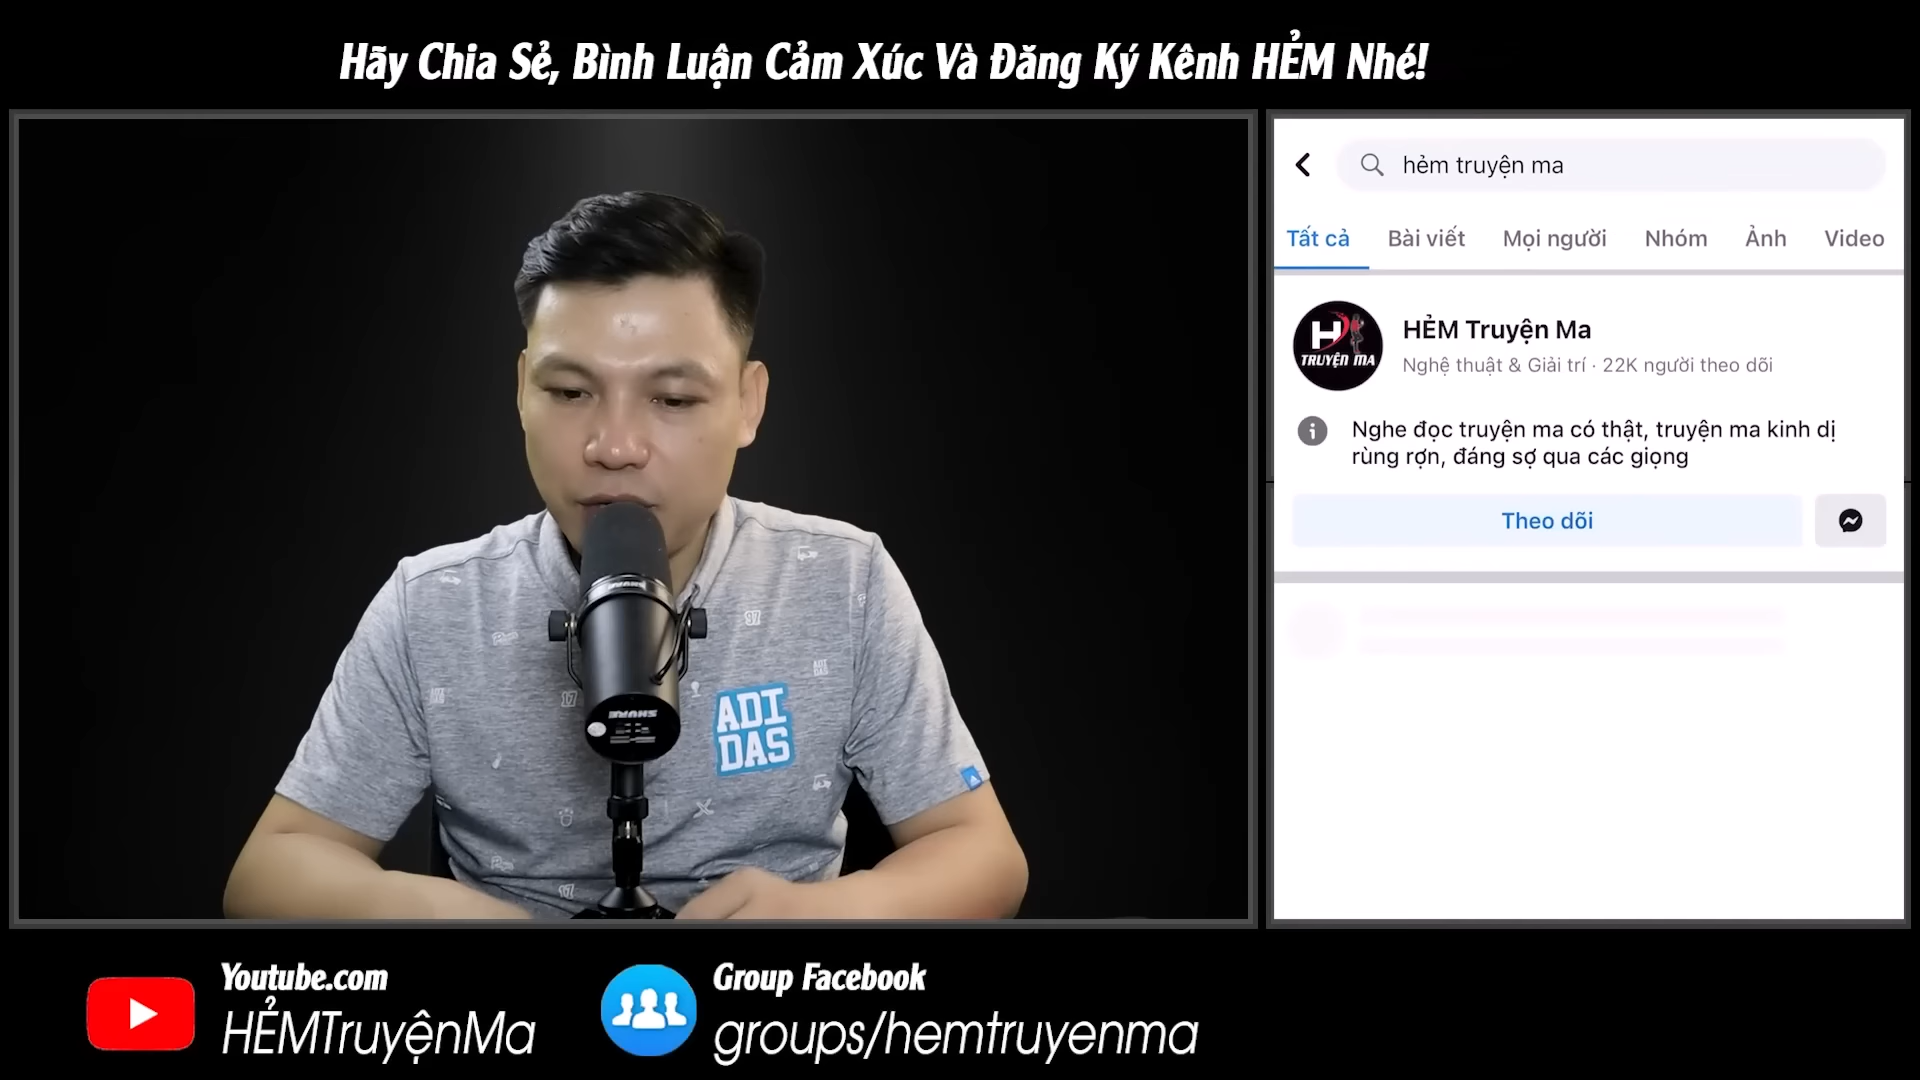 Hãy Chia Sẻ, Bình Luận Cảm Xúc Và Đăng Ký Kênh HẺM Nhé!
hẻm truyện ma
Tất cả
Bài viết
Mọi người
Nhóm
Ảnh
Video
H
TRUYỆN MA
HẺM Truyện Ma
Nghệ thuật & Giải trí · 22K người theo dõi
Nghe đọc truyện ma có thật, truyện ma kinh dị
rùng rợn, đáng sợ qua các giọng
Theo dõi
SHURE
97
17
ADI
DAS
SHURE
Youtube.com
HẺMTruyệnMa
Group Facebook
groups/hemtruyenma